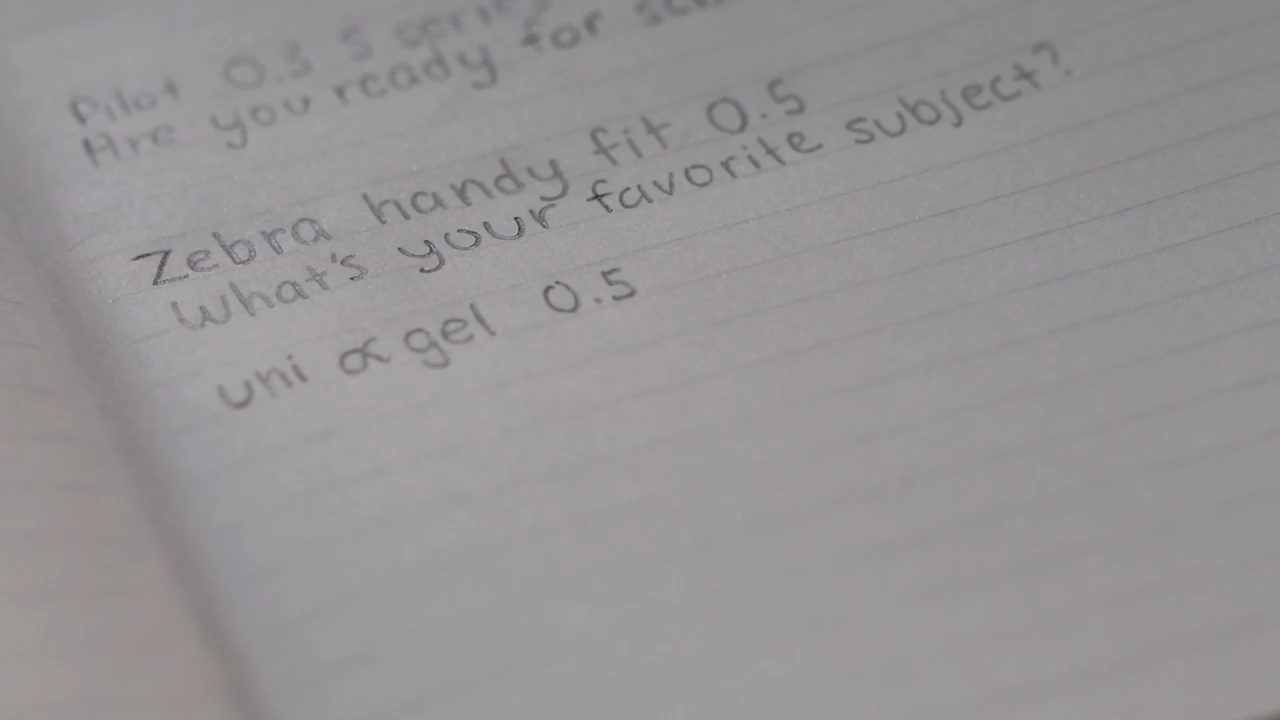 Pilot 0.3 S
Are you ready for
Zebra handy fit 0.5
What's your favorite subject?
uni α gel 0.5